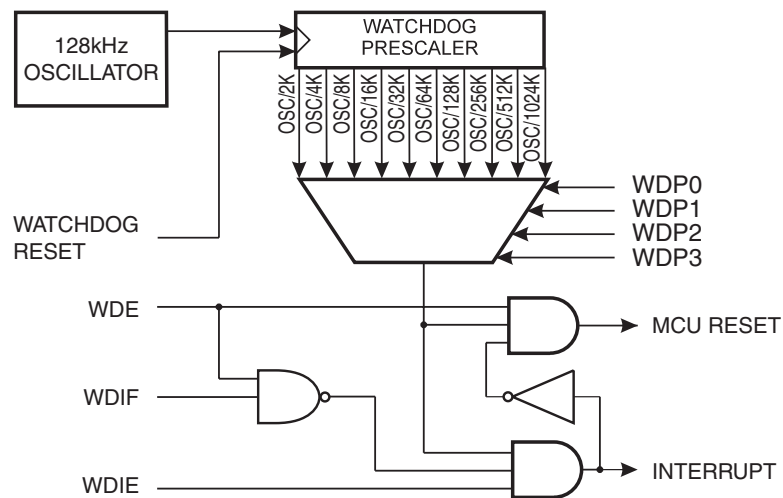 128kHz
OSCILLATOR
WATCHDOG
PRESCALER
OSC/2K
OSC/4K
OSC/8K
OSC/16K
OSC/32K
OSC/64K
OSC/128K
OSC/256K
OSC/512K
OSC/1024K
WATCHDOG
RESET
WDP0
WDP1
WDP2
WDP3
WDE
MCU RESET
WDIF
WDIE
INTERRUPT